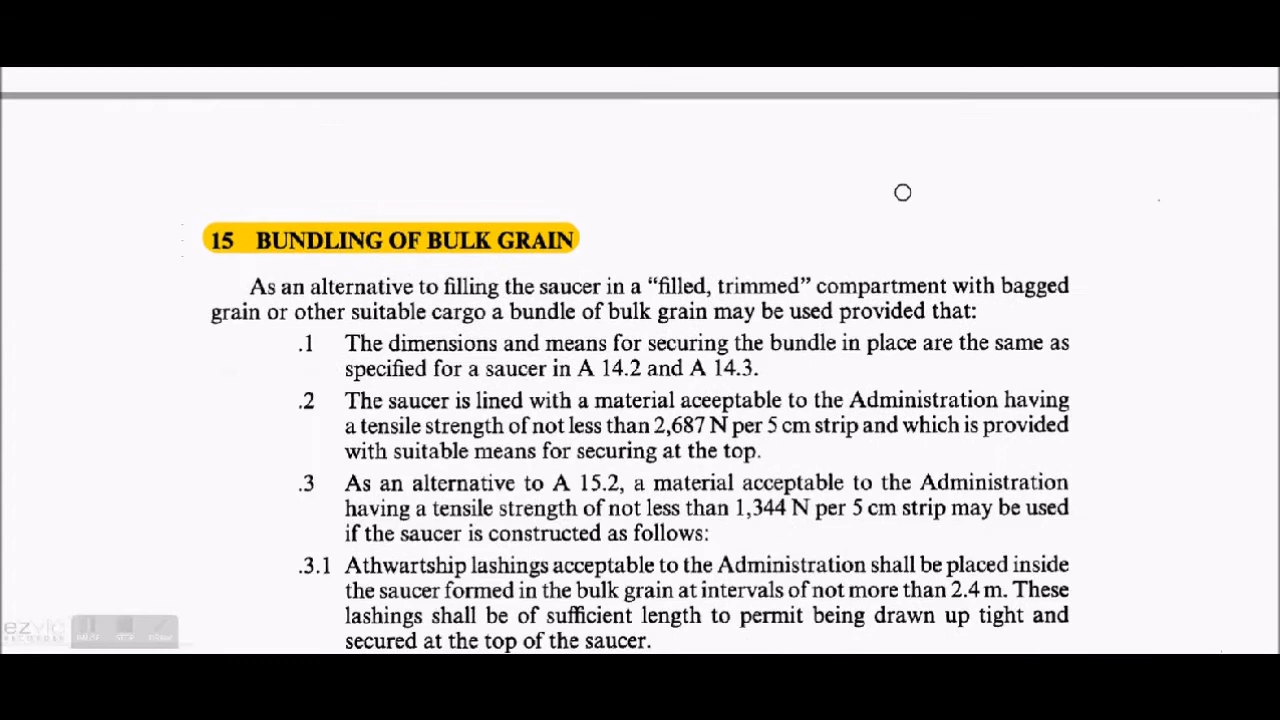 15 BUNDLING OF BULK GRAIN
As an alternative to filling the saucer in a “filled, trimmed” compartment with bagged
grain or other suitable cargo a bundle of bulk grain may be used provided that:
.1 The dimensions and means for securing the bundle in place are the same as
specified for a saucer in A 14.2 and A 14.3.
.2 The saucer is lined with a material aceeptable to the Administration having
a tensile strength of not less than 2,687 N per 5 cm strip and which is provided
with suitable means for securing at the top.
.3 As an alternative to A 15.2, a material acceptable to the Administration
having a tensile strength of not less than 1,344 N per 5 cm strip may be used
if the saucer is constructed as follows:
.3.1 Athwartship lashings acceptable to the Administration shall be placed inside
the saucer formed in the bulk grain at intervals of not more than 2.4 m. These
lashings shall be of sufficient length to permit being drawn up tight and
secured at the top of the saucer.